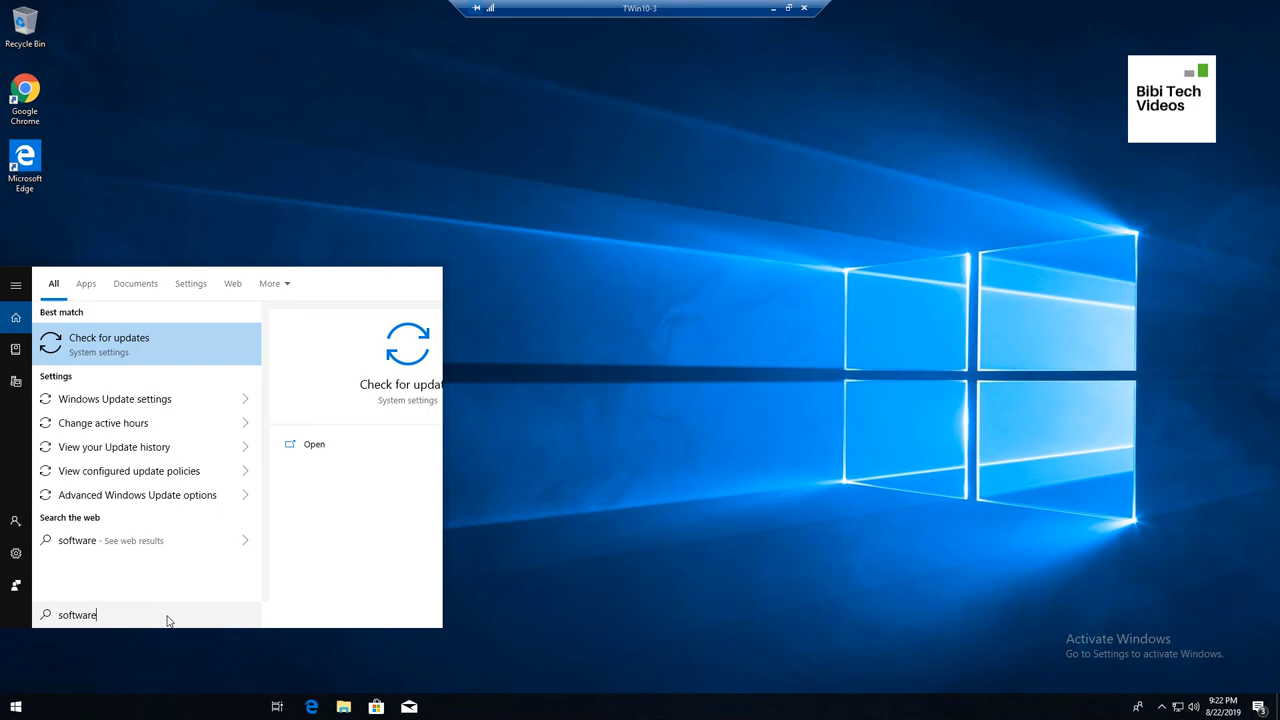 TWin10-3
Recycle Bin
Google
Chrome
Microsoft
Edge
Bibi Tech
Videos
All Apps Documents Settings Web More
Best match
Check for updates
System settings
Settings
Windows Update settings
Change active hours
View your Update history
View configured update policies
Advanced Windows Update options
Search the web
software - See web results
software
Check for updat
System settings
Open
Activate Windows
Go to Settings to activate Windows.
9:22 PM
8/22/2019
3